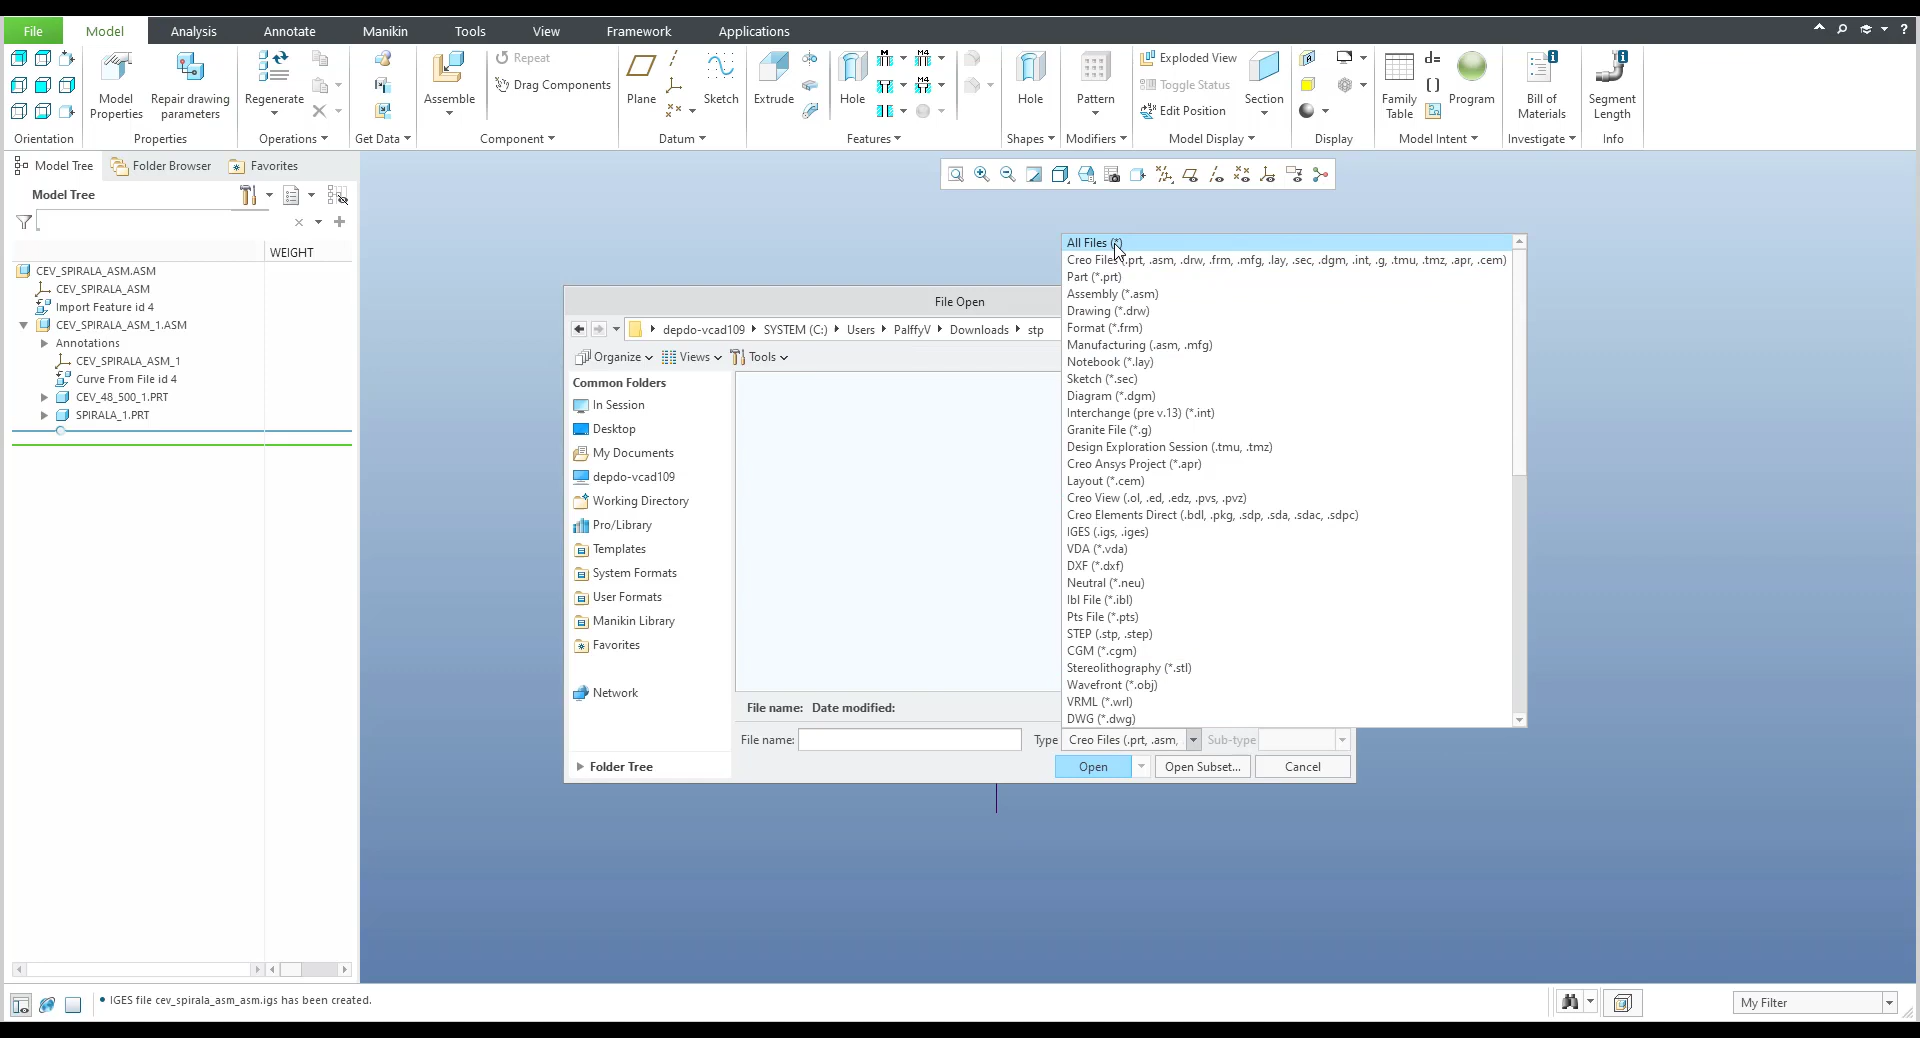 File Model Analysis Annotate Manikin Tools View Framework Applications
Model Properties
Repair drawing parameters
Regenerate
Assemble
Repeat
Drag Components
Plane
Sketch
Extrude
Hole
Hole
Pattern
Exploded View
Toggle Status
Edit Position
Section
Family Table
d=
Program
Bill of Materials
Segment Length
Orientation Properties Operations Get Data Component Datum Features Shapes Modifiers Model Display Display Model Intent Investigate Info
Model Tree Folder Browser Favorites
Model Tree
WEIGHT
CEV_SPIRALA_ASM.ASM
CEV_SPIRALA_ASM
Import Feature id 4
CEV_SPIRALA_ASM_1.ASM
Annotations
CEV_SPIRALA_ASM_1
Curve From File id 4
CEV_48_500_1.PRT
SPIRALA_1.PRT
File Open
depdo-vcad109 SYSTEM (C:) Users PalffyV Downloads stp
Organize Views Tools
Common Folders
In Session
Desktop
My Documents
depdo-vcad109
Working Directory
Pro/Library
Templates
System Formats
User Formats
Manikin Library
Favorites
Network
Folder Tree
All Files (*)
Creo Files (.prt, .asm, .drw, .frm, .mfg, .lay, .sec, .dgm, .int, .g, .tmu, .tmz, .apr, .cem)
Part (*.prt)
Assembly (*.asm)
Drawing (*.drw)
Format (*.frm)
Manufacturing (.asm, .mfg)
Notebook (*.lay)
Sketch (*.sec)
Diagram (*.dgm)
Interchange (pre v.13) (*.int)
Granite File (*.g)
Design Exploration Session (.tmu, .tmz)
Creo Ansys Project (*.apr)
Layout (*.cem)
Creo View (.ol, .ed, .edz, .pvs, .pvz)
Creo Elements Direct (.bdl, .pkg, .sdp, .sda, .sdac, .sdpc)
IGES (.igs, .iges)
VDA (*.vda)
DXF (*.dxf)
Neutral (*.neu)
Ibl File (*.ibl)
Pts File (*.pts)
STEP (.stp, .step)
CGM (*.cgm)
Stereolithography (*.stl)
Wavefront (*.obj)
VRML (*.wrl)
DWG (*.dwg)
File name: Date modified:
File name: Type Creo Files (.prt, .asm, Sub-type
Open Open Subset... Cancel
• IGES file cev_spirala_asm_asm.igs has been created.
My Filter